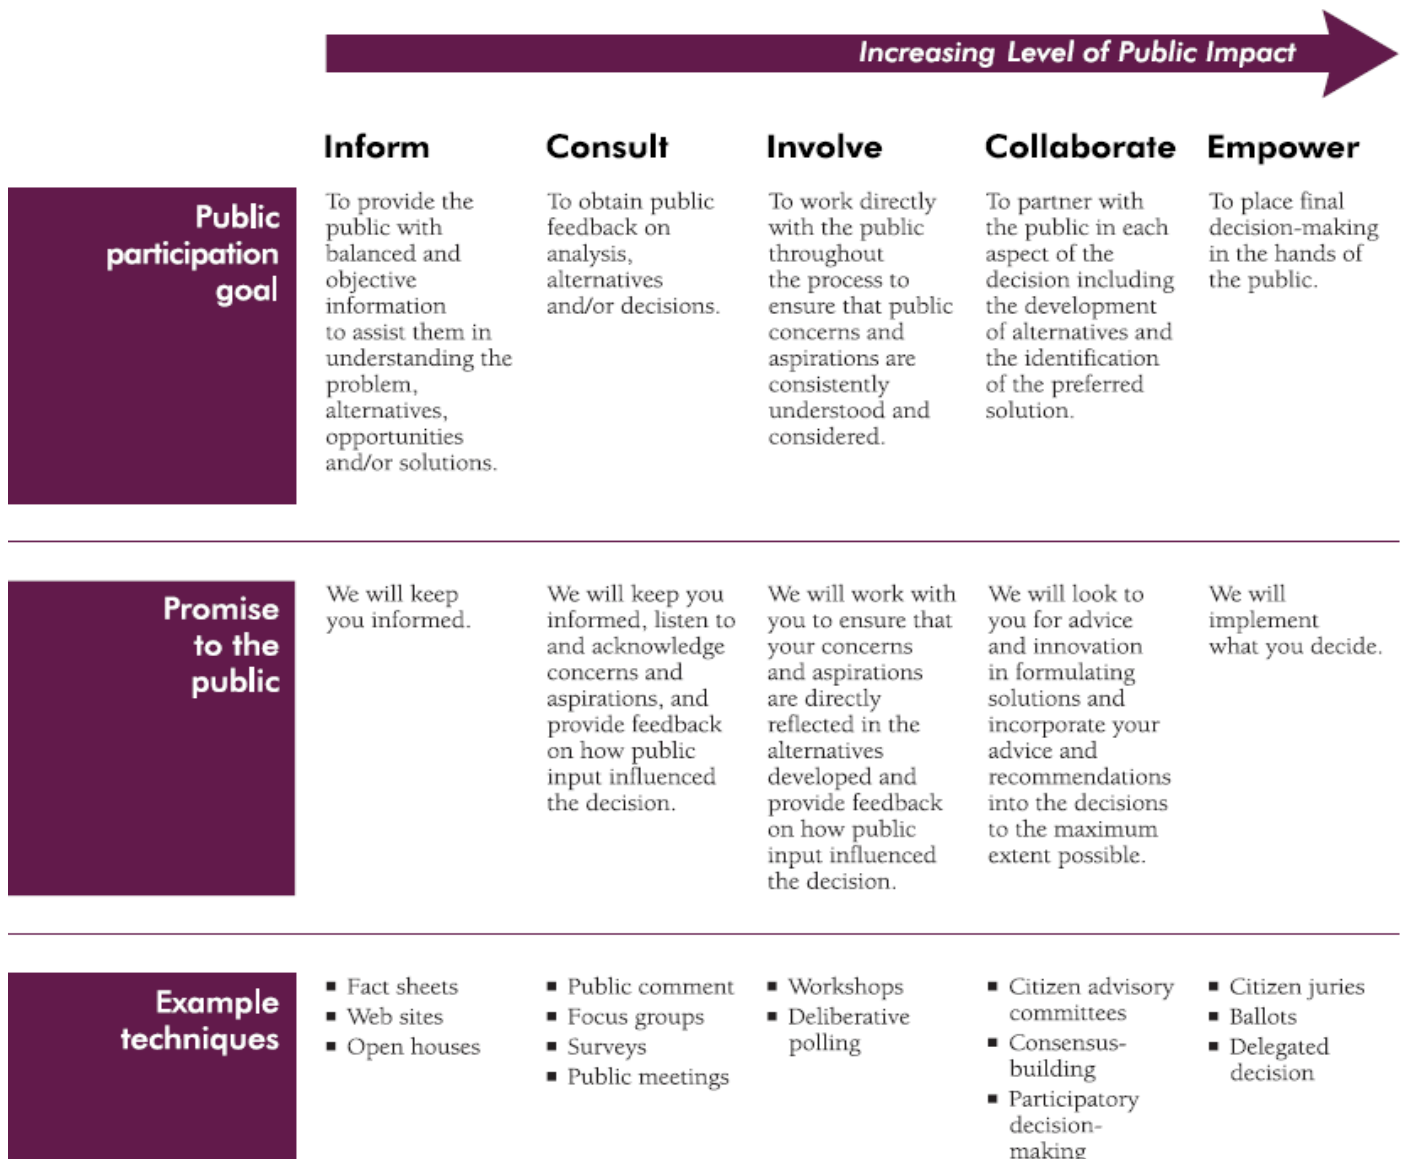 Increasing Level of Public Impact
Inform
Consult
Involve
Collaborate
Empower
Public
participation
goal
To provide the
public with
balanced and
objective
information
to assist them in
understanding the
problem,
alternatives,
opportunities
and/or solutions.
To obtain public
feedback on
analysis,
alternatives
and/or decisions.
To work directly
with the public
throughout
the process to
ensure that public
concerns and
aspirations are
consistently
understood and
considered.
To partner with
the public in each
aspect of the
decision including
the development
of alternatives and
the identification
of the preferred
solution.
To place final
decision-making
in the hands of
the public.
Promise
to the
public
We will keep
you informed.
We will keep you
informed, listen to
and acknowledge
concerns and
aspirations, and
provide feedback
on how public
input influenced
the decision.
We will work with
you to ensure that
your concerns
and aspirations
are directly
reflected in the
alternatives
developed and
provide feedback
on how public
input influenced
the decision.
We will look to
you for advice
and innovation
in formulating
solutions and
incorporate your
advice and
recommendations
into the decisions
to the maximum
extent possible.
We will
implement
what you decide.
Example
techniques
▪ Fact sheets
▪ Web sites
▪ Open houses
▪ Public comment
▪ Focus groups
▪ Surveys
▪ Public meetings
▪ Workshops
▪ Deliberative
polling
▪ Citizen advisory
committees
▪ Consensus-
building
▪ Participatory
decision-
making
▪ Citizen juries
▪ Ballots
▪ Delegated
decision